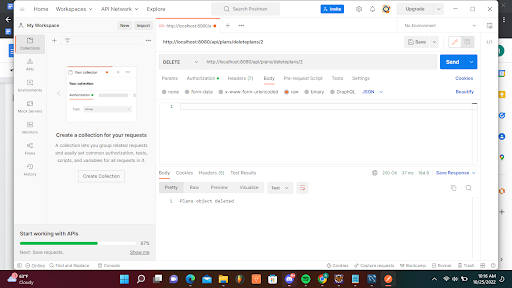 Home Workspaces API Network Explore Search Postman Invite Upgrade
My Workspace New Import DEL http://localhost:8080/a No Environment
Collections
APIs
Environments
Mock Servers
Monitors
Flows
History
Your collection
Your collection
Authorization
Create a collection for your requests
A collection lets you group related requests
and easily set common authorization, tests,
scripts, and variables for all requests in it.
Create Collection
Start working with APIs
87%
Next: Save requests. Show me
http://localhost:8080/api/plans/deleteplans/2 Save
DELETE http://localhost:8080/api/plans/deleteplans/2 Send
Params Authorization Headers (7) Body Pre-request Script Tests Settings Cookies
none form-data x-www-form-urlencoded raw binary GraphQL JSON Beautify
1
Body Cookies Headers (5) Test Results 200 OK 37 ms 184 B Save Response
Pretty Raw Preview Visualize Text
1 Plans object deleted
Online Find and Replace Console Cookies Capture requests Bootcamp Runner Trash
63°F
Cloudy
10:16 AM
10/25/2022